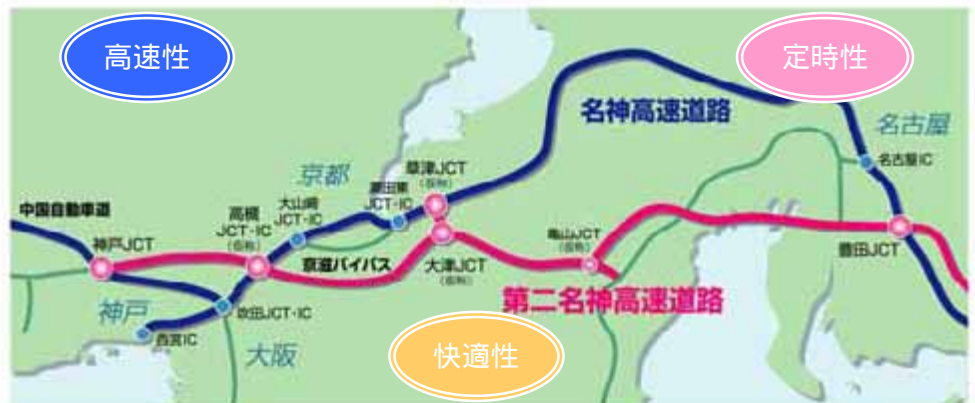 高速性
定時性
名神高速道路
名古屋
名古屋IC
草津JCT
(仮称)
京都
瀬田東
JCT·IC
大山崎
JCT·IC
中国自動車道
高槻
JCT·IC
(仮称)
神戸JCT
京滋バイパス
大津JCT
(仮称)
亀山JCT
(仮称)
豊田JCT
第二名神高速道路
神戸
吹田JCT·IC
西宮IC
大阪
快適性